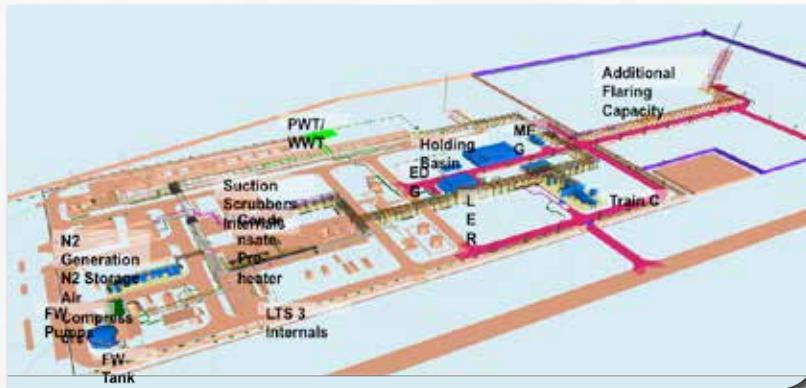 Additional
Flaring
Capacity
PWT/
WWT
Holding
Basin
ME
G
ED
G
L
E
R
Train C
Suction
Scrubbers
Internals
Conde
nsate
Pre-
heater
N2
Generation
N2 Storage
Air
Compress
ors
FW
Pumps
FW-
Tank
LTS 3
Internals